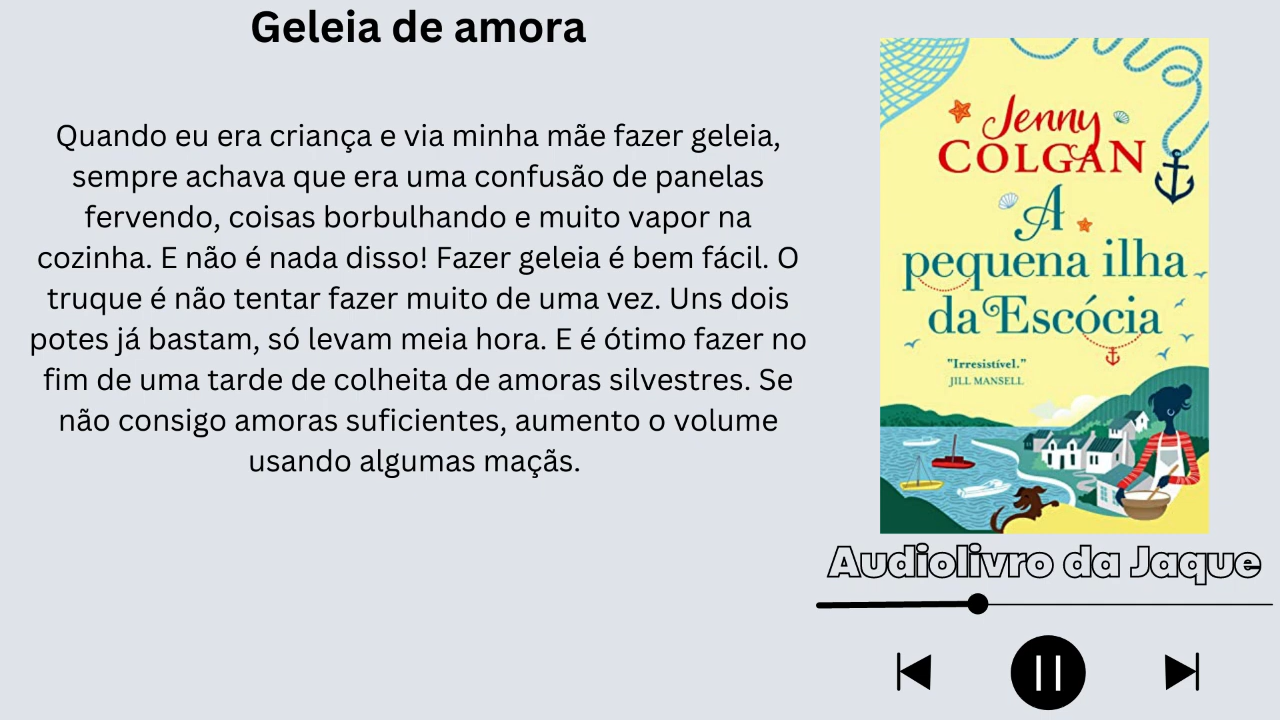 Geleia de amora
Quando eu era criança e via minha mãe fazer geleia,
sempre achava que era uma confusão de panelas
fervendo, coisas borbulhando e muito vapor na
cozinha. E não é nada disso! Fazer geleia é bem fácil. O
truque é não tentar fazer muito de uma vez. Uns dois
potes já bastam, só levam meia hora. E é ótimo fazer no
fim de uma tarde de colheita de amoras silvestres. Se
não consigo amoras suficientes, aumento o volume
usando algumas maçãs.
Jenny
COLGAN
A
pequena ilha
da Escócia
"Irresistível."
JILL MANSELL
Audiolivro da Jaque